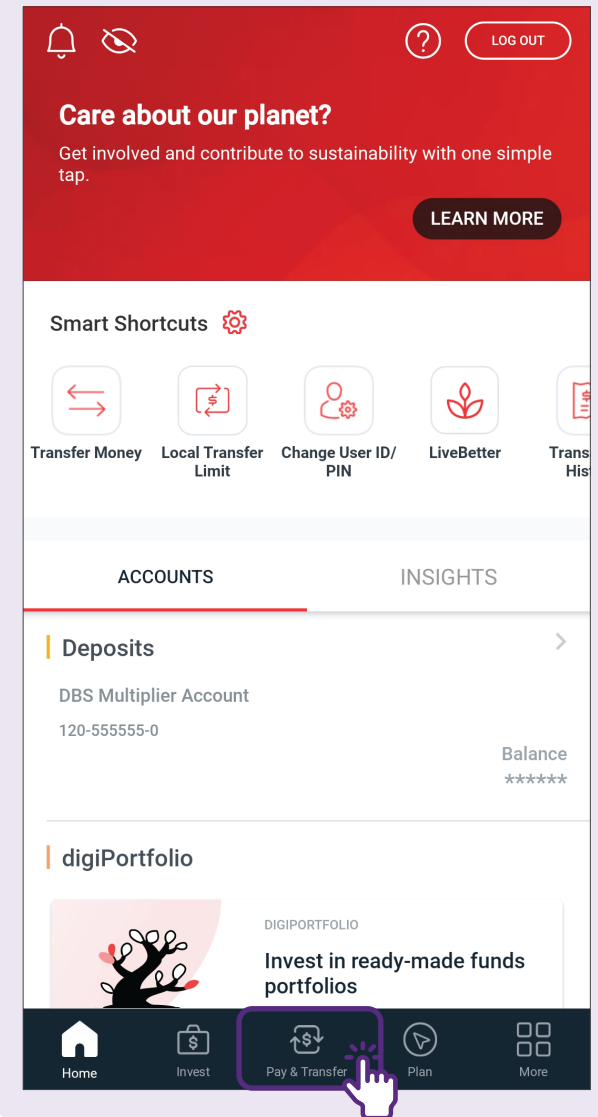 LOG OUT
Care about our planet?
Get involved and contribute to sustainability with one simple
tap.
LEARN MORE
Smart Shortcuts
Transfer Money
Local Transfer
Limit
Change User ID/
PIN
LiveBetter
Trans
His
ACCOUNTS
INSIGHTS
Deposits
DBS Multiplier Account
120-555555-0
Balance
******
digiPortfolio
DIGIPORTFOLIO
Invest in ready-made funds
portfolios
Home
Invest
Pay & Transfer
Plan
More